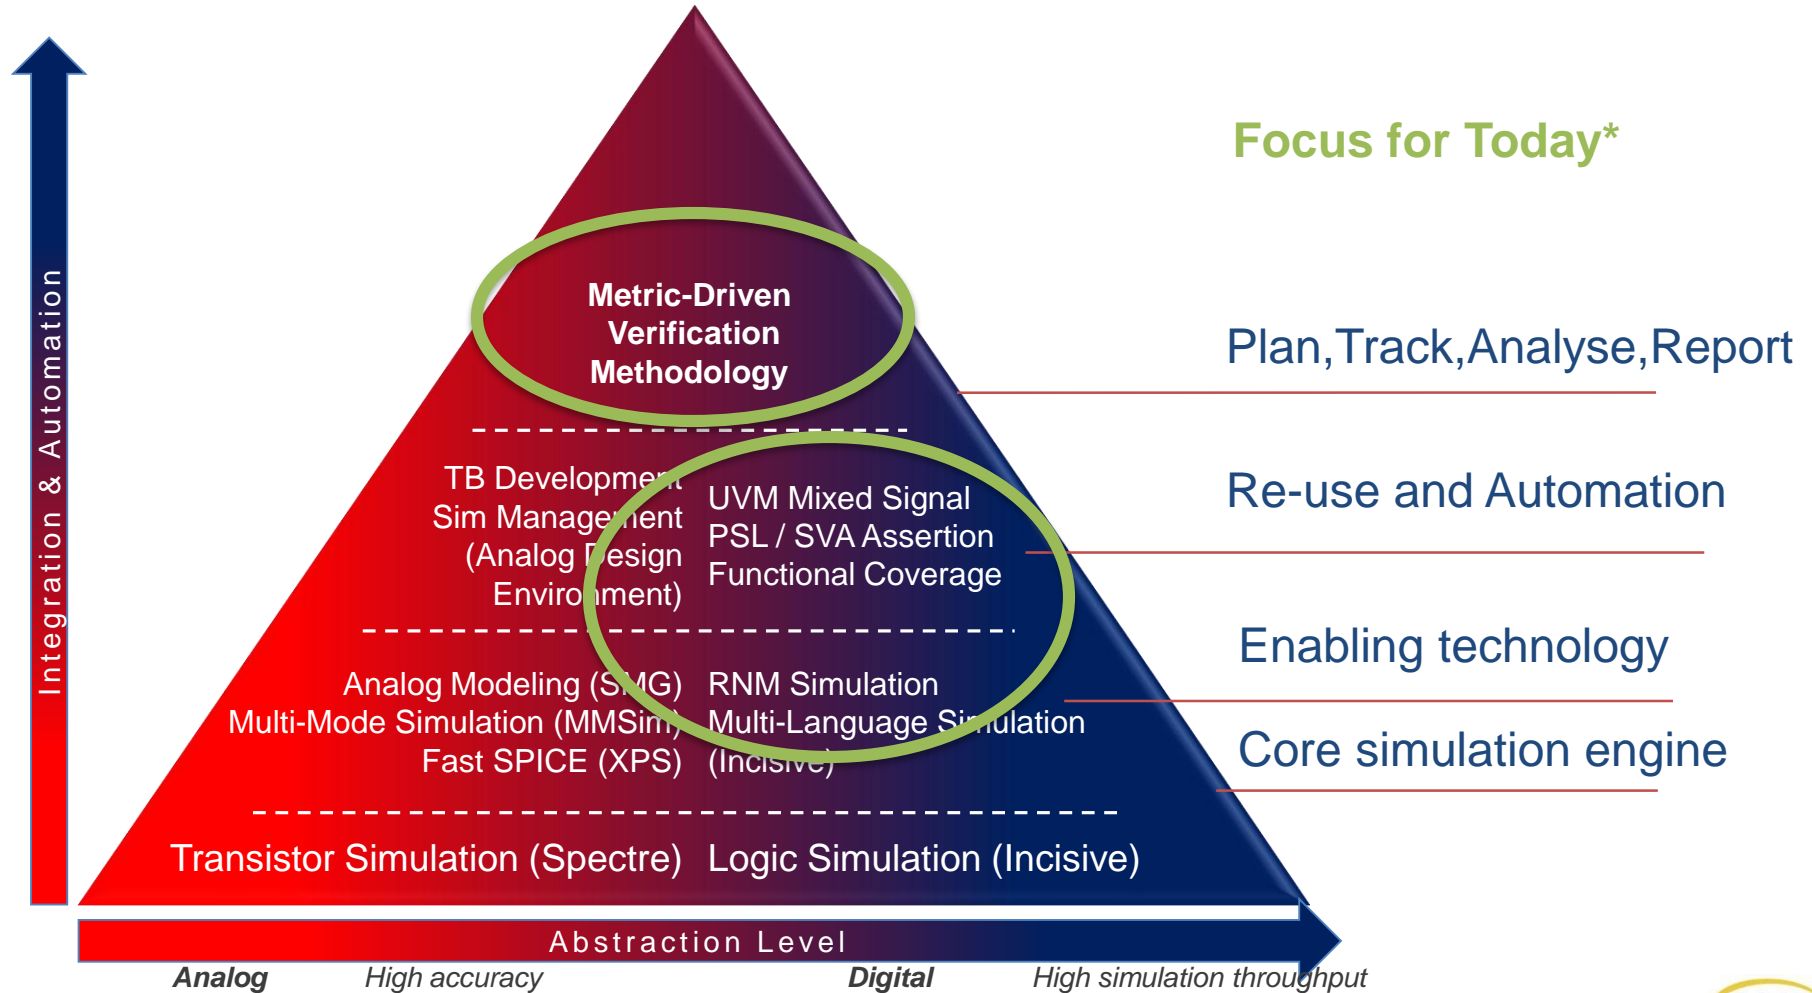 Focus for Today*
Integration & Automation
Metric-Driven
Verification
Methodology
Plan,Track,Analyse,Report
TB Development
Sim Management
(Analog Design
Environment)
UVM Mixed Signal
PSL / SVA Assertion
Functional Coverage
Re-use and Automation
Analog Modeling (SMG)
Multi-Mode Simulation (MMSim)
Fast SPICE (XPS)
RNM Simulation
Multi-Language Simulation
(Incisive)
Enabling technology
Core simulation engine
Transistor Simulation (Spectre)
Logic Simulation (Incisive)
Abstraction Level
Analog High accuracy Digital High simulation throughput